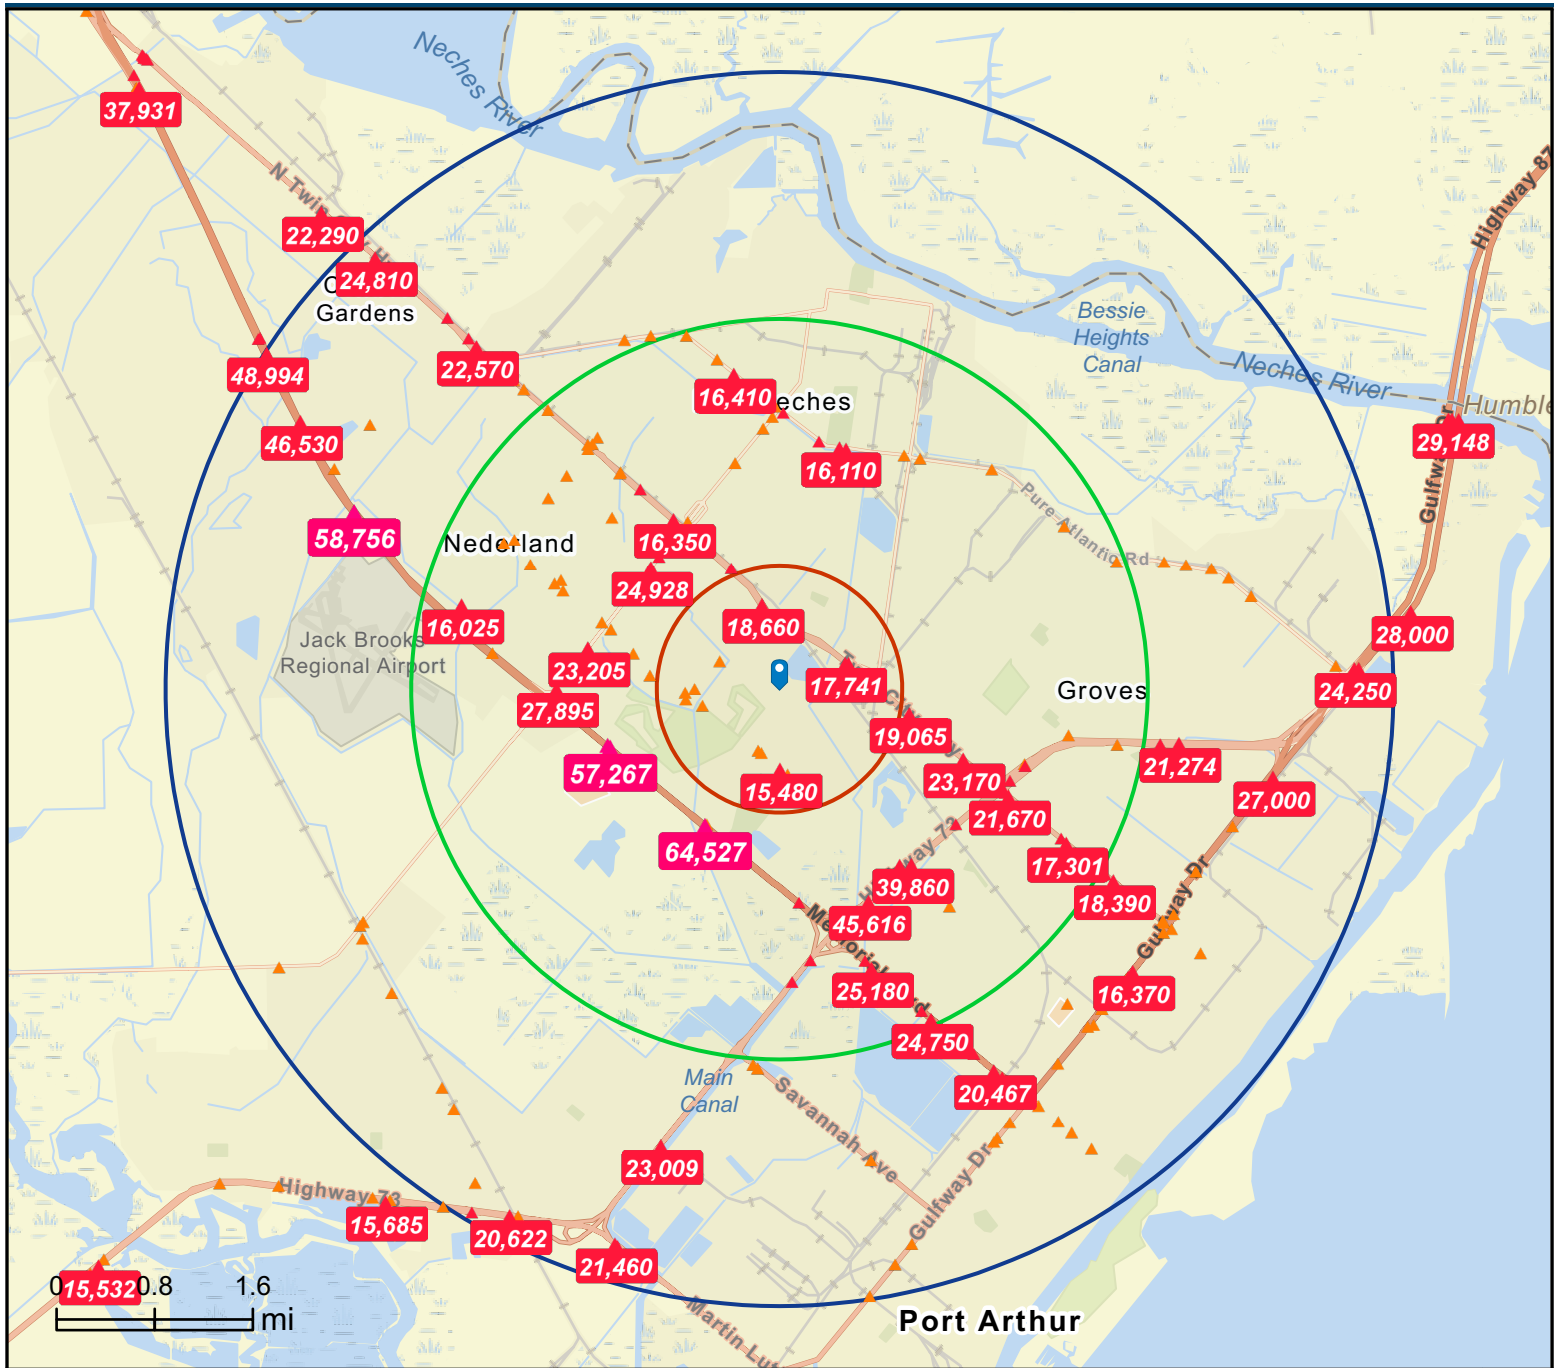 Neches River
37,931
N Twin
22,290
24,810
Gardens
Highway 87
Bessie
Heights
Canal
48,994
22,570
Neches River
16,410
eches
Humble
46,530
29,148
16,110
Gulfw
Pure Atlantic Rd
58,756
Nederland
16,350
24,928
16,025
18,660
28,000
Jack Brooks
Regional Airport
23,205
17,741
Groves
24,250
27,895
19,065
57,267
23,170
21,274
15,480
27,000
21,670
64,527
17,301
39,860
18,390
45,616
Gulfway Dr
25,180
16,370
24,750
Main
Canal
20,467
Savannah Ave
23,009
Gulfway Dr
Highway 73
15,685
20,622
21,460
15,532
0 0.8 1.6
mi
Port Arthur